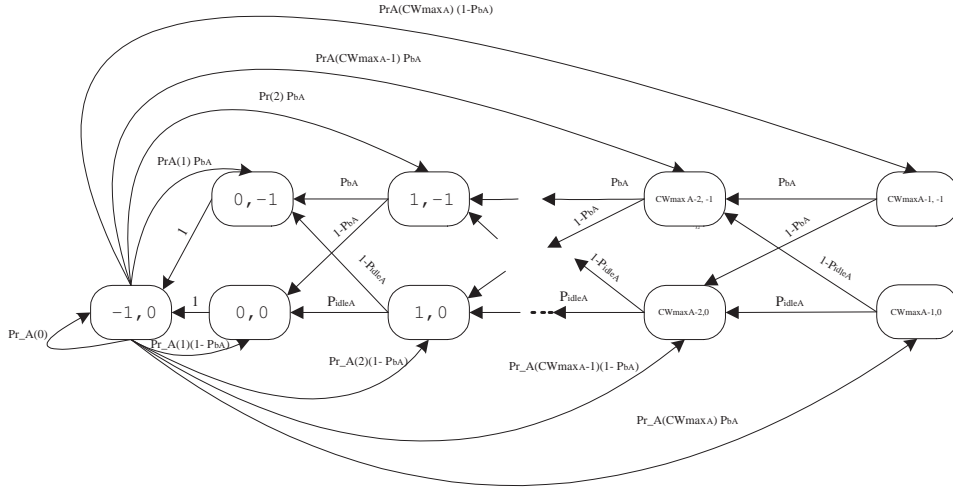 PrA(CWmaxA) (1-PbA)
PrA(CWmaxA-1) PbA
Pr(2) PbA
PrA(1) PbA
PbA
PbA
PbA
0,-1
1,-1
CWmax A-2, -1
CWmaxA-1, -1
1
1-PbA
1-PidleA
1-PbA
1-PidleA
1-PbA
1-PidleA
1
PidleA
PidleA
PidleA
-1,0
0,0
1,0
CWmaxA-2,0
CWmaxA-1,0
Pr_A(0)
Pr_A(1)(1- PbA)
Pr_A(2)(1- PbA)
Pr_A(CWmaxA-1)(1- PbA)
Pr_A(CWmaxA) PbA